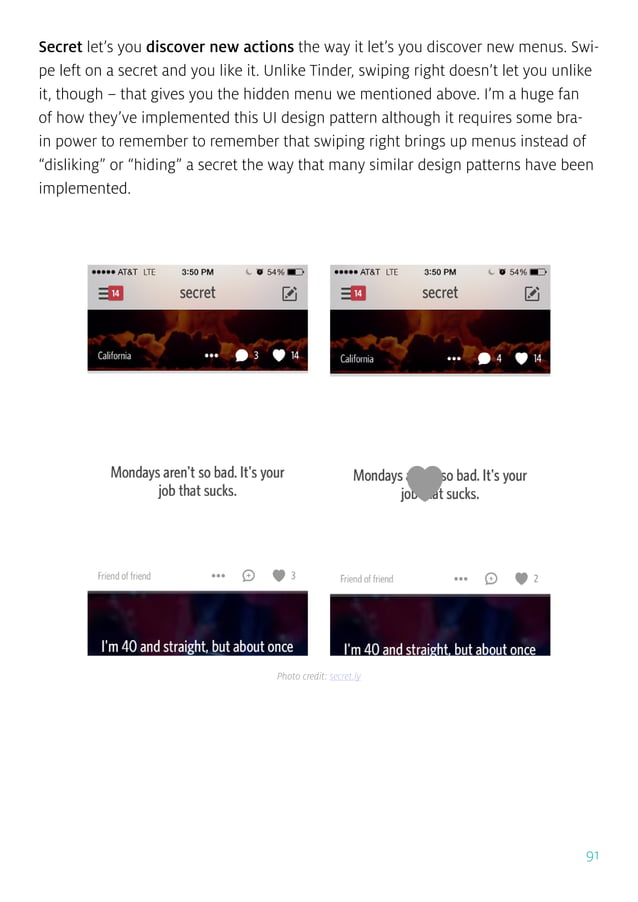 Secret let’s you discover new actions the way it let’s you discover new menus. Swi-
pe left on a secret and you like it. Unlike Tinder, swiping right doesn’t let you unlike
it, though – that gives you the hidden menu we mentioned above. I’m a huge fan
of how they’ve implemented this UI design pattern although it requires some bra-
in power to remember to remember that swiping right brings up menus instead of
“disliking” or “hiding” a secret the way that many similar design patterns have been
implemented.
AT&T LTE 3:50 PM 54%
14 secret
California ••• 3 14
Mondays aren't so bad. It's your
job that sucks.
Friend of friend ••• 3
I'm 40 and straight, but about once
AT&T LTE 3:50 PM 54%
14 secret
California ••• 4 14
Mondays so bad. It's your
sucks.
Friend of friend ••• 2
I'm 40 and straight, but about once
Photo credit: secret.ly
91